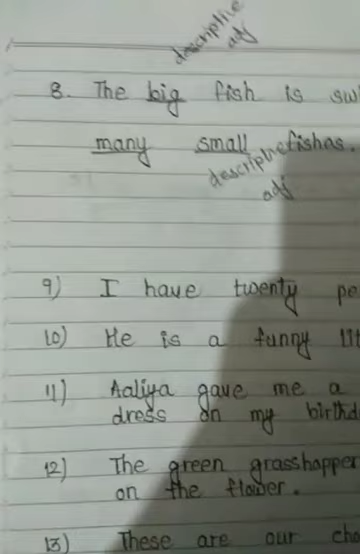 descriptive
adj
8. The big fish is
many small fishes.
descriptive
adj
9) I have twenty
10) He is a funny
11) Aaliya gave me a
dress on my
12) The green grasshopper
on the flower.
13) These are our